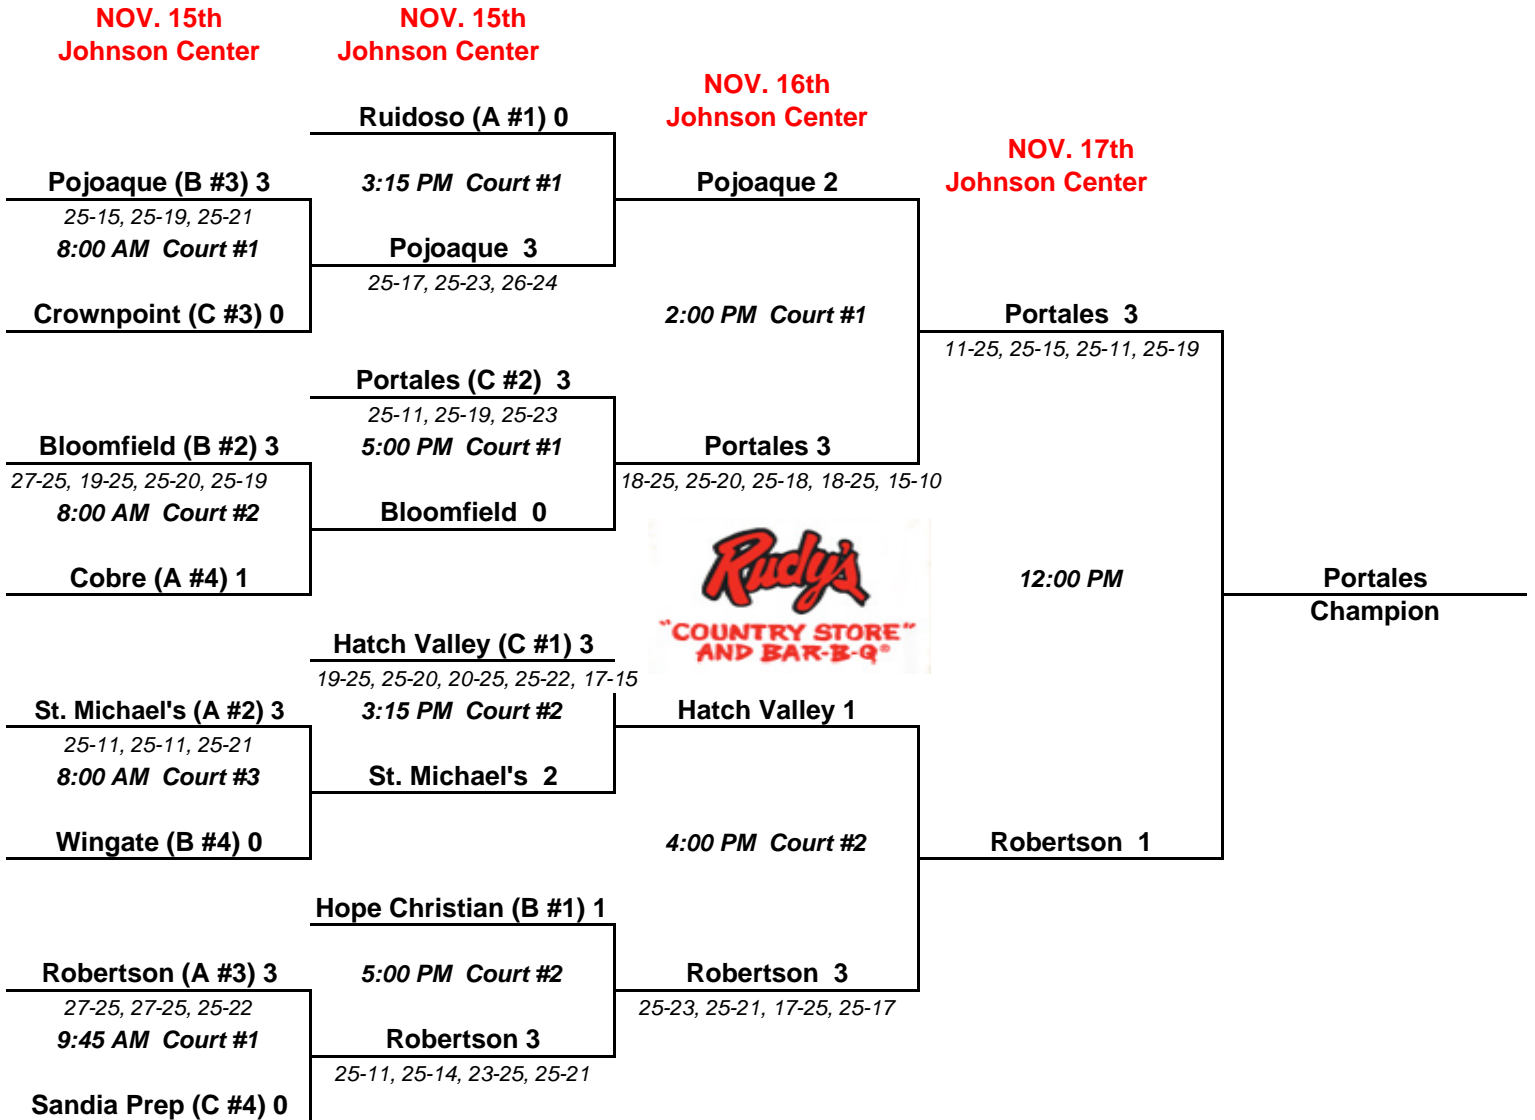 NOV. 15th
Johnson Center
NOV. 15th
Johnson Center
NOV. 16th
Johnson Center
NOV. 17th
Johnson Center
Ruidoso (A #1) 0
Pojoaque (B #3) 3
3:15 PM  Court #1
Pojoaque 2
25-15, 25-19, 25-21
8:00 AM  Court #1
Pojoaque  3
25-17, 25-23, 26-24
Crownpoint (C #3) 0
2:00 PM  Court #1
Portales  3
11-25, 25-15, 25-11, 25-19
Portales (C #2)  3
25-11, 25-19, 25-23
Bloomfield (B #2) 3
5:00 PM  Court #1
Portales 3
27-25, 19-25, 25-20, 25-19
18-25, 25-20, 25-18, 18-25, 15-10
8:00 AM  Court #2
Bloomfield  0
Rudy's
"COUNTRY STORE"
AND BAR-B-Q®
Cobre (A #4) 1
12:00 PM
Portales
Champion
Hatch Valley (C #1) 3
19-25, 25-20, 20-25, 25-22, 17-15
St. Michael's (A #2) 3
3:15 PM  Court #2
Hatch Valley 1
25-11, 25-11, 25-21
8:00 AM  Court #3
St. Michael's  2
Wingate (B #4) 0
4:00 PM  Court #2
Robertson  1
Hope Christian (B #1) 1
Robertson (A #3) 3
5:00 PM  Court #2
Robertson  3
27-25, 27-25, 25-22
25-23, 25-21, 17-25, 25-17
9:45 AM  Court #1
Robertson 3
25-11, 25-14, 23-25, 25-21
Sandia Prep (C #4) 0